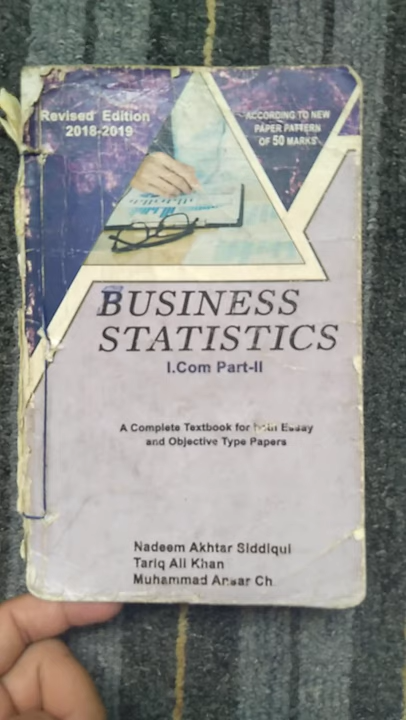 Revised Edition
2018-2019
ACCORDING TO NEW
PAPER PATTERN
OF 50 MARKS
BUSINESS
STATISTICS
I.Com Part-II
A Complete Textbook for both Essay
and Objective Type Papers
Nadeem Akhtar Siddiqui
Tariq Ali Khan
Muhammad Ansar Ch.